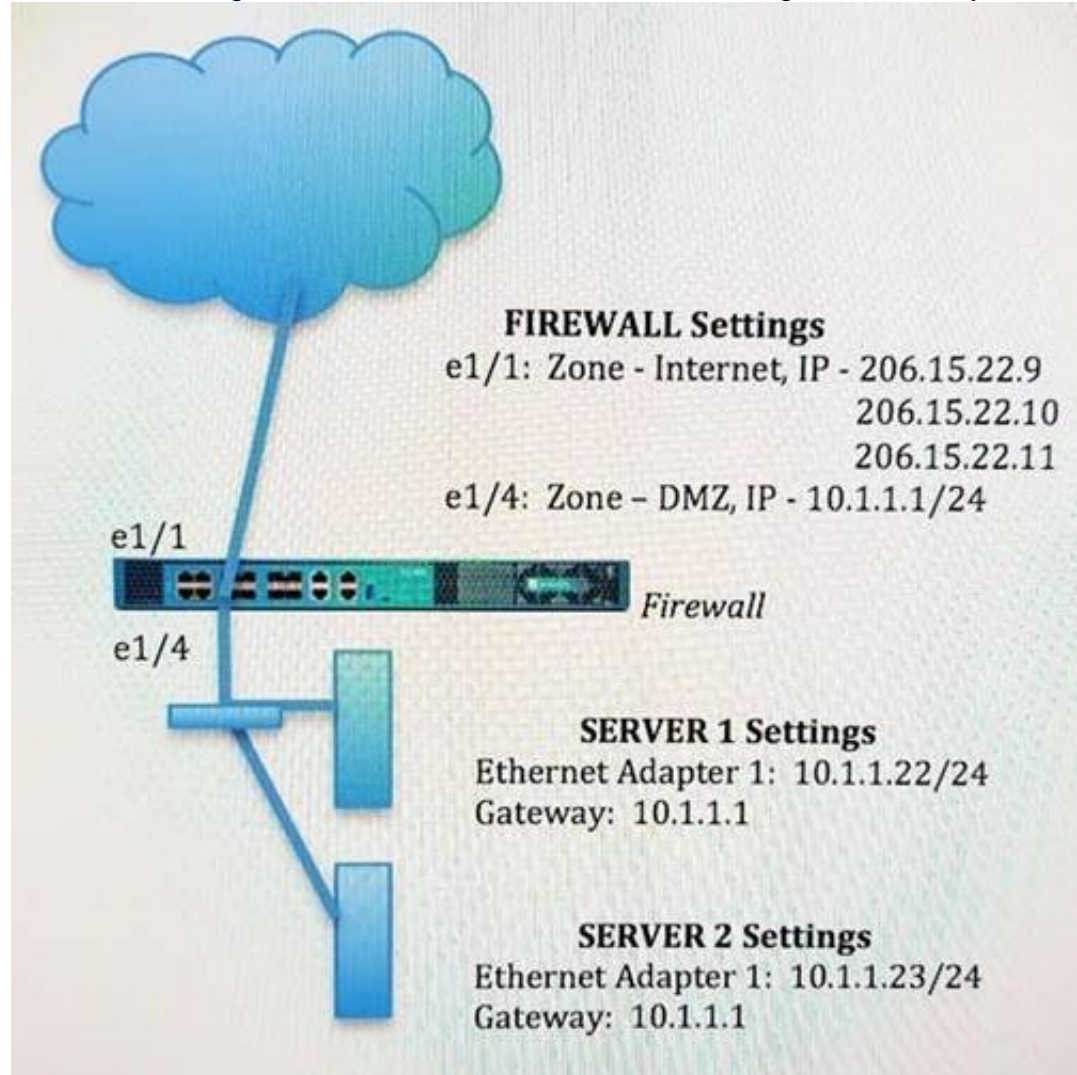 FIREWALL Settings
e1/1: Zone - Internet, IP - 206.15.22.9
206.15.22.10
206.15.22.11
e1/4: Zone – DMZ, IP - 10.1.1.1/24
e1/1
Firewall
e1/4
SERVER 1 Settings
Ethernet Adapter 1: 10.1.1.22/24
Gateway: 10.1.1.1
SERVER 2 Settings
Ethernet Adapter 1: 10.1.1.23/24
Gateway: 10.1.1.1